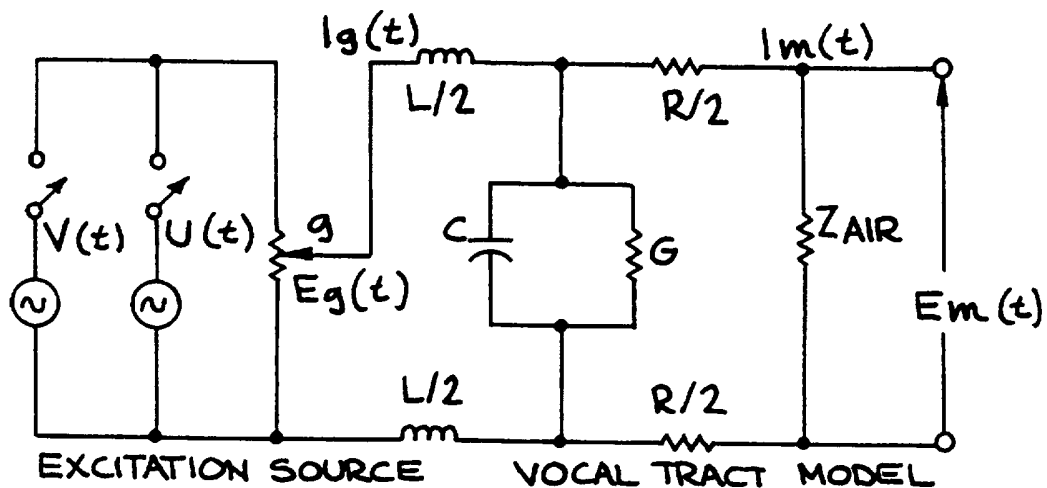 Ig(t)
L/2
R/2
Im(t)
V(t)
U(t)
g
Eg(t)
C
G
ZAIR
Em(t)
L/2
R/2
EXCITATION SOURCE
VOCAL TRACT MODEL